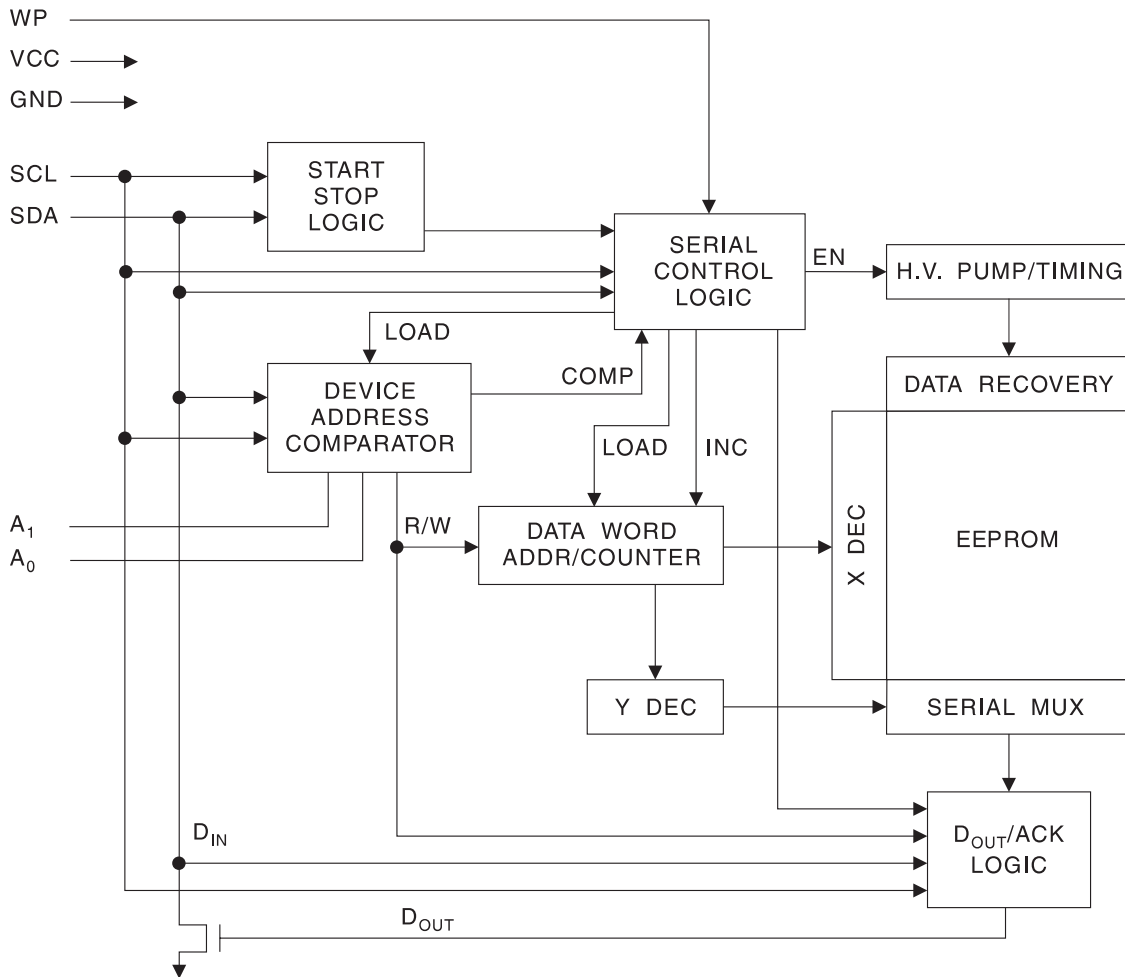 WP
VCC
GND
SCL
SDA
START
STOP
LOGIC
SERIAL
CONTROL
LOGIC
EN
H.V. PUMP/TIMING
LOAD
COMP
DEVICE
ADDRESS
COMPARATOR
DATA RECOVERY
LOAD
INC
A1
A0
R/W
DATA WORD
ADDR/COUNTER
X DEC
EEPROM
Y DEC
SERIAL MUX
DIN
DOUT/ACK
LOGIC
DOUT